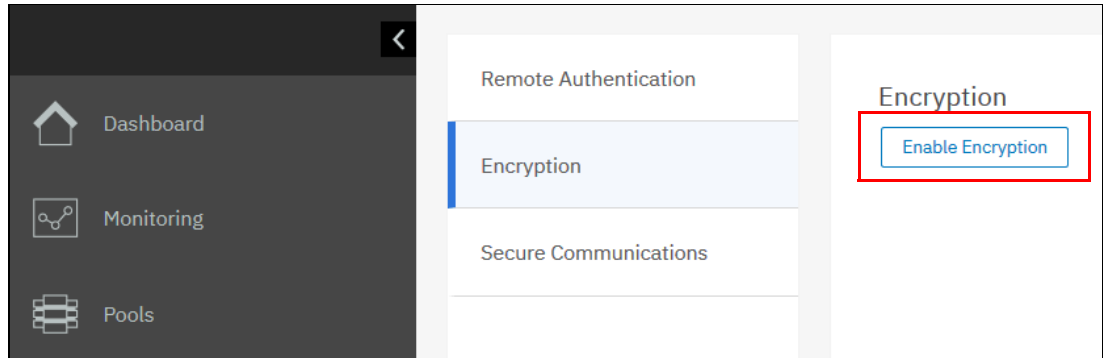 Dashboard
Monitoring
Pools
Remote Authentication
Encryption
Secure Communications
Encryption
Enable Encryption